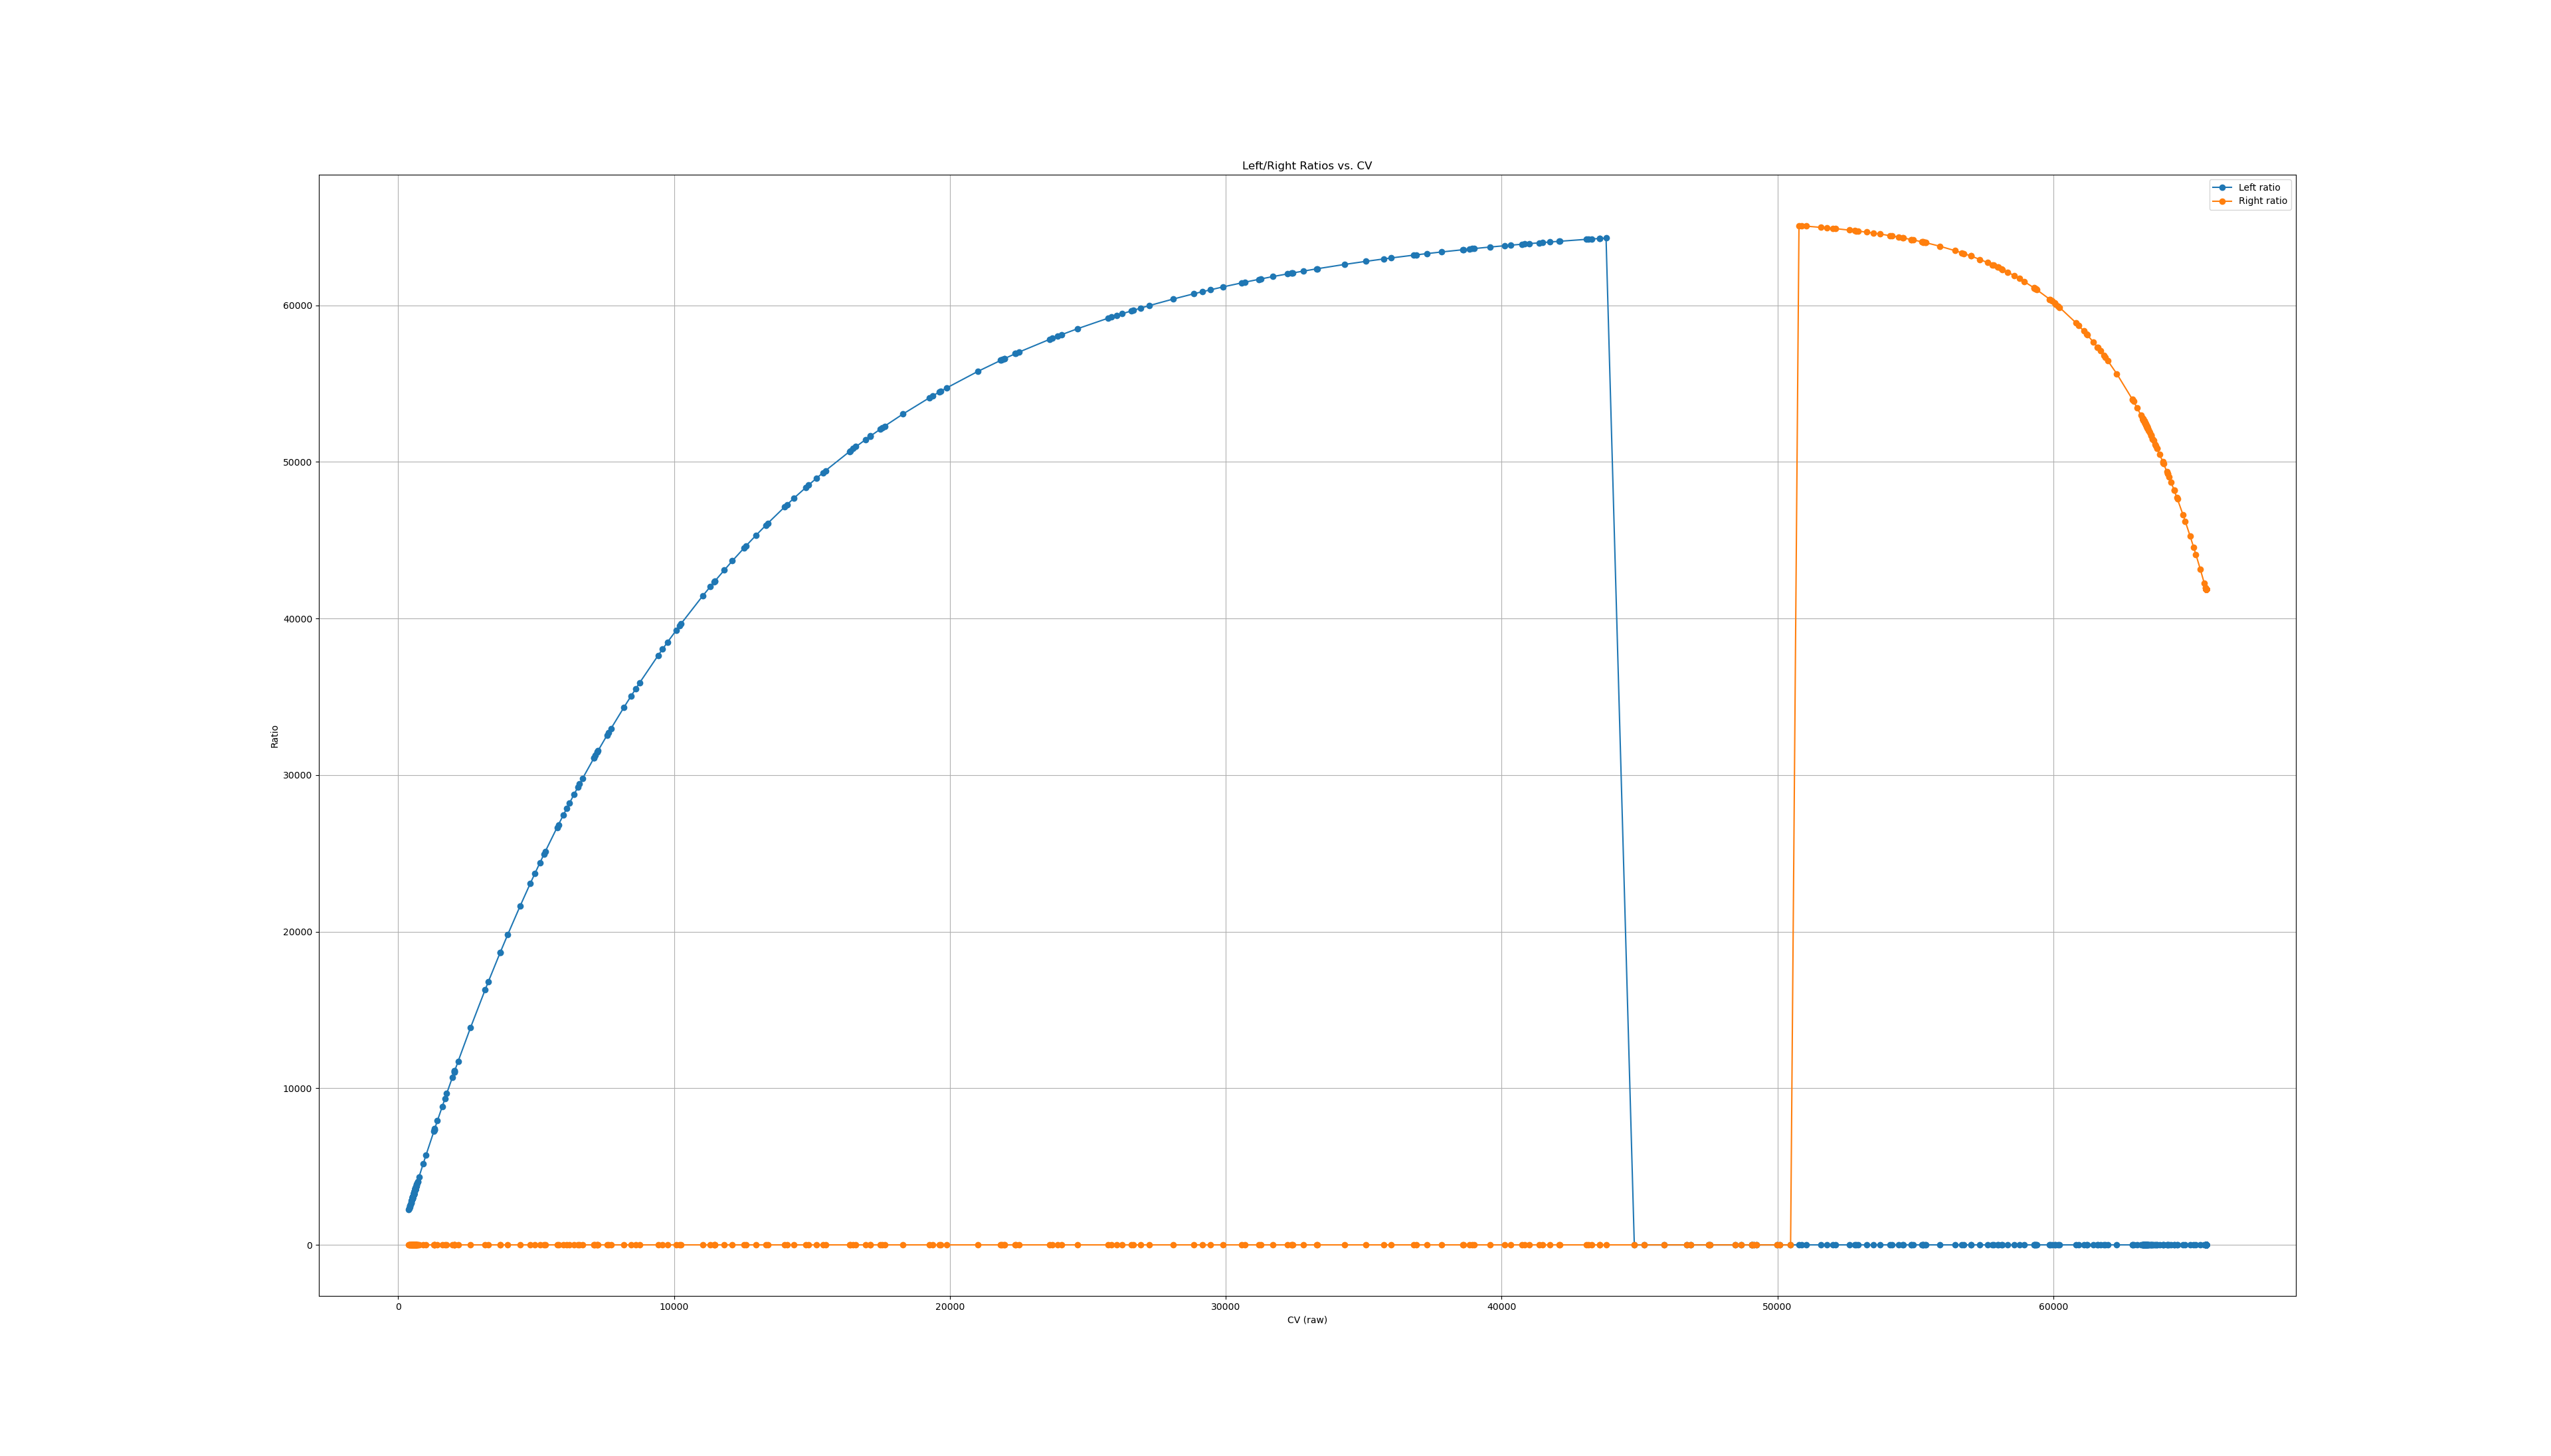 Left/Right Ratios vs. CV
Left ratio
Right ratio
60000
50000
40000
30000
20000
10000
0
Ratio
0 10000 20000 30000 40000 50000 60000
CV (raw)